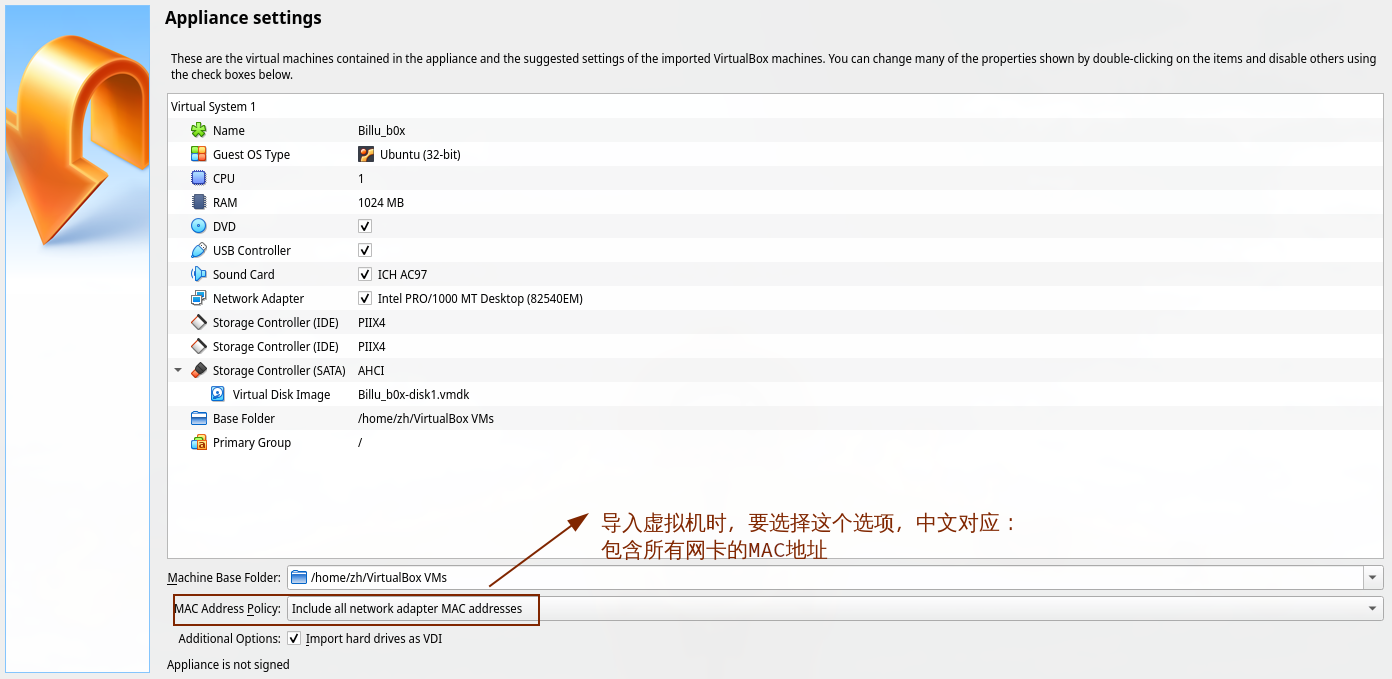 Appliance settings
These are the virtual machines contained in the appliance and the suggested settings of the imported VirtualBox machines. You can change many of the properties shown by double-clicking on the items and disable others using
the check boxes below.
Virtual System 1
Name Billu_b0x
Guest OS Type Ubuntu (32-bit)
CPU 1
RAM 1024 MB
DVD
USB Controller
Sound Card ICH AC97
Network Adapter Intel PRO/1000 MT Desktop (82540EM)
Storage Controller (IDE) PIIX4
Storage Controller (IDE) PIIX4
Storage Controller (SATA) AHCI
Virtual Disk Image Billu_b0x-disk1.vmdk
Base Folder /home/zh/VirtualBox VMs
Primary Group /
导入虚拟机时，要选择这个选项，中文对应：
包含所有网卡的MAC地址
Machine Base Folder: /home/zh/VirtualBox VMs
MAC Address Policy: Include all network adapter MAC addresses
Additional Options: Import hard drives as VDI
Appliance is not signed